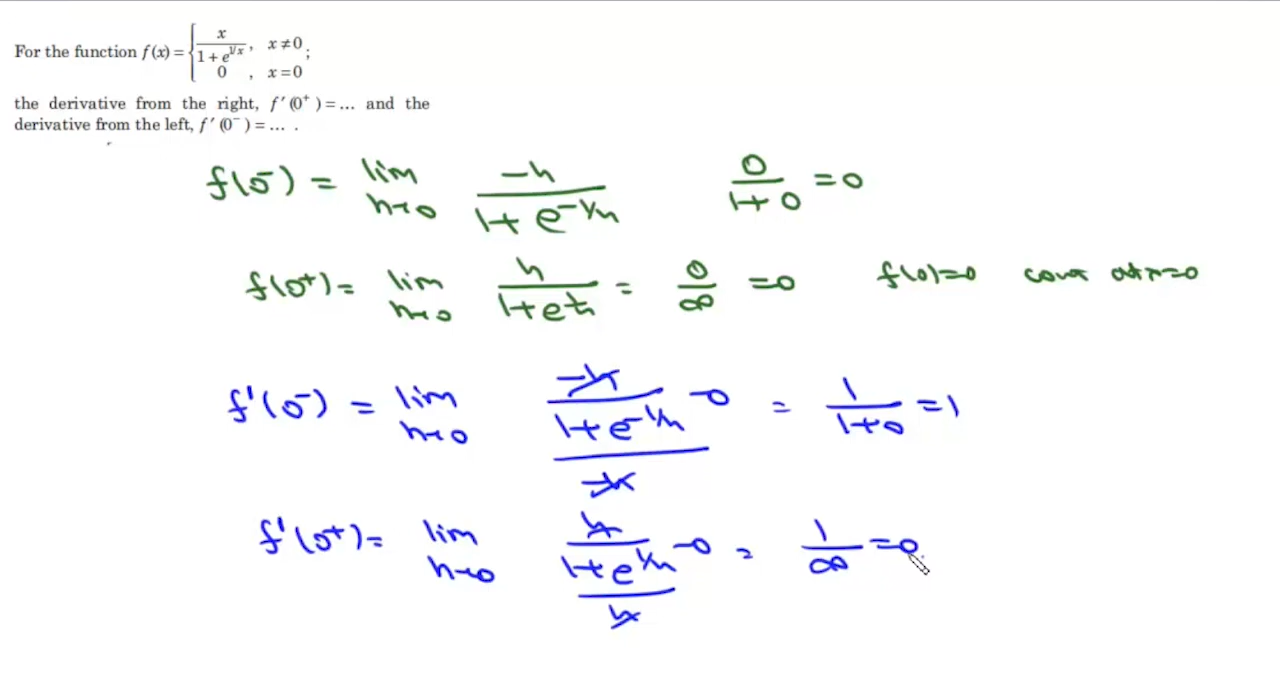 For the function f(x) = { x / (1 + e^{1/x}), x ≠ 0 ;
0 , x = 0
the derivative from the right, f′(0⁺) = ... and the
derivative from the left, f′(0⁻) = ... .
f(0⁻) = lim h→0 -h / (1 + e^{-1/h}) 0 / (1+0) = 0
f(0⁺) = lim h→0 h / (1 + e^{1/h}) = 0/∞ = 0 f(0) = 0 at x=0
f'(0⁻) = lim h→0 (-h / (1 + e^{-1/h}) - 0) / -h = 1 / (1+0) = 1
f'(0⁺) = lim h→0 (h / (1 + e^{1/h}) - 0) / h = 1/∞ = 0